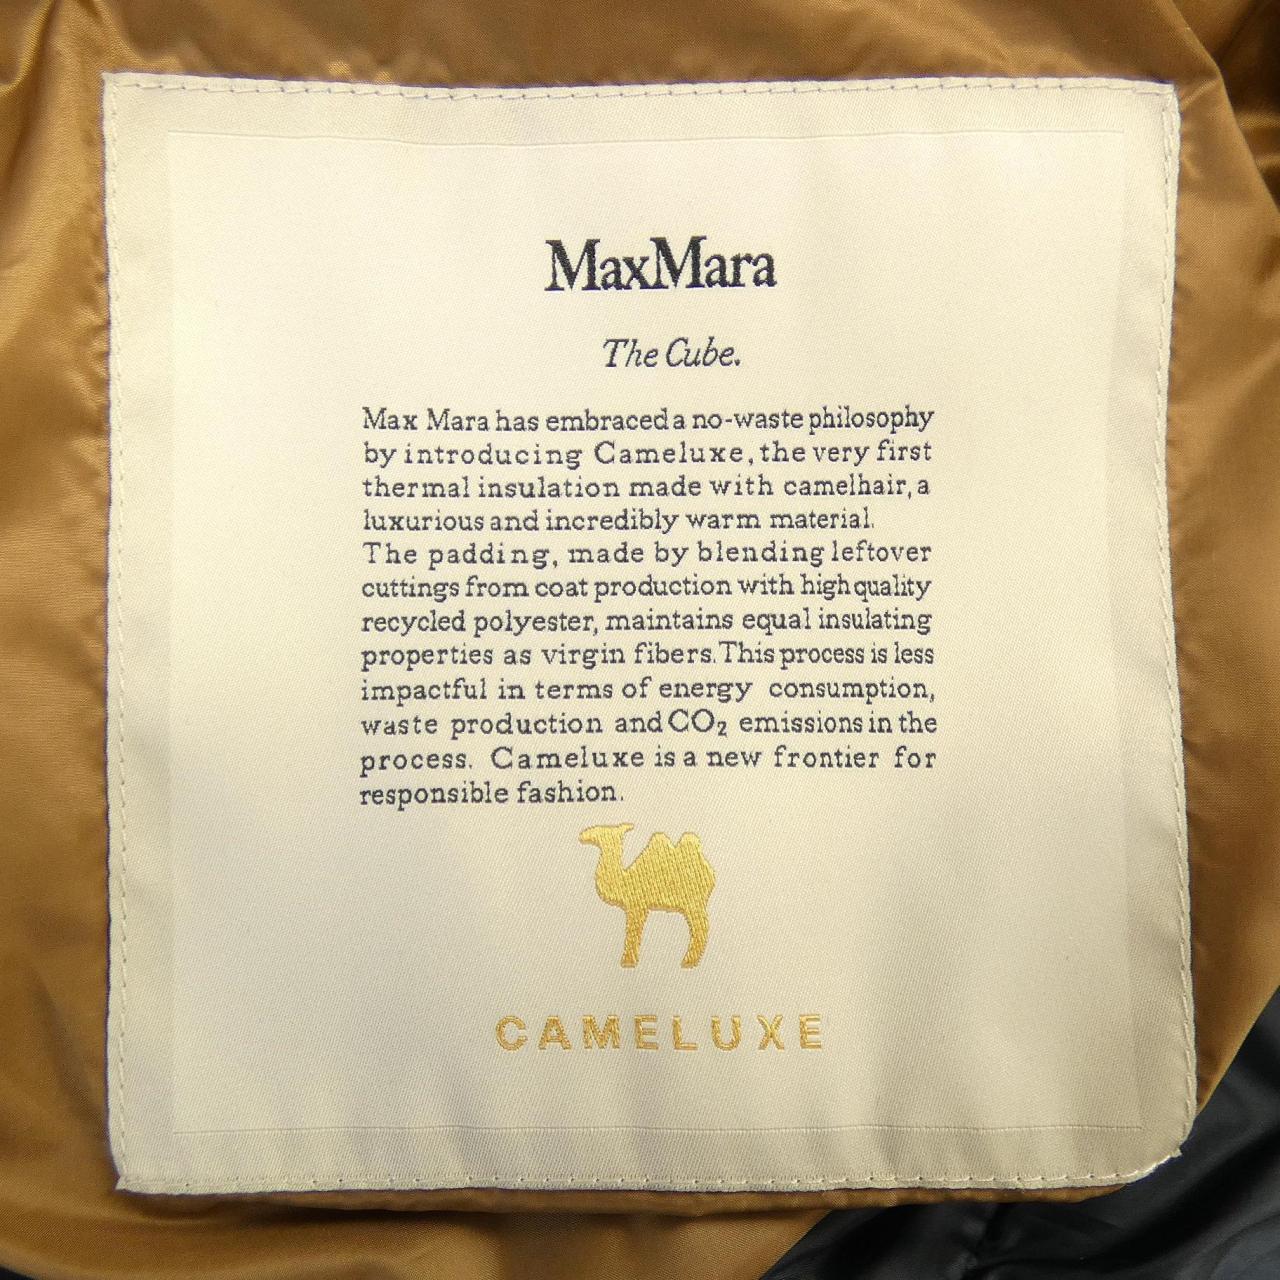 MaxMara
The Cube.
Max Mara has embraced a no-waste philosophy
by introducing Cameluxe, the very first
thermal insulation made with camelhair, a
luxurious and incredibly warm material.
The padding, made by blending leftover
cuttings from coat production with high quality
recycled polyester, maintains equal insulating
properties as virgin fibers. This process is less
impactful in terms of energy consumption,
waste production and CO₂ emissions in the
process. Cameluxe is a new frontier for
responsible fashion.
CAMELUXE